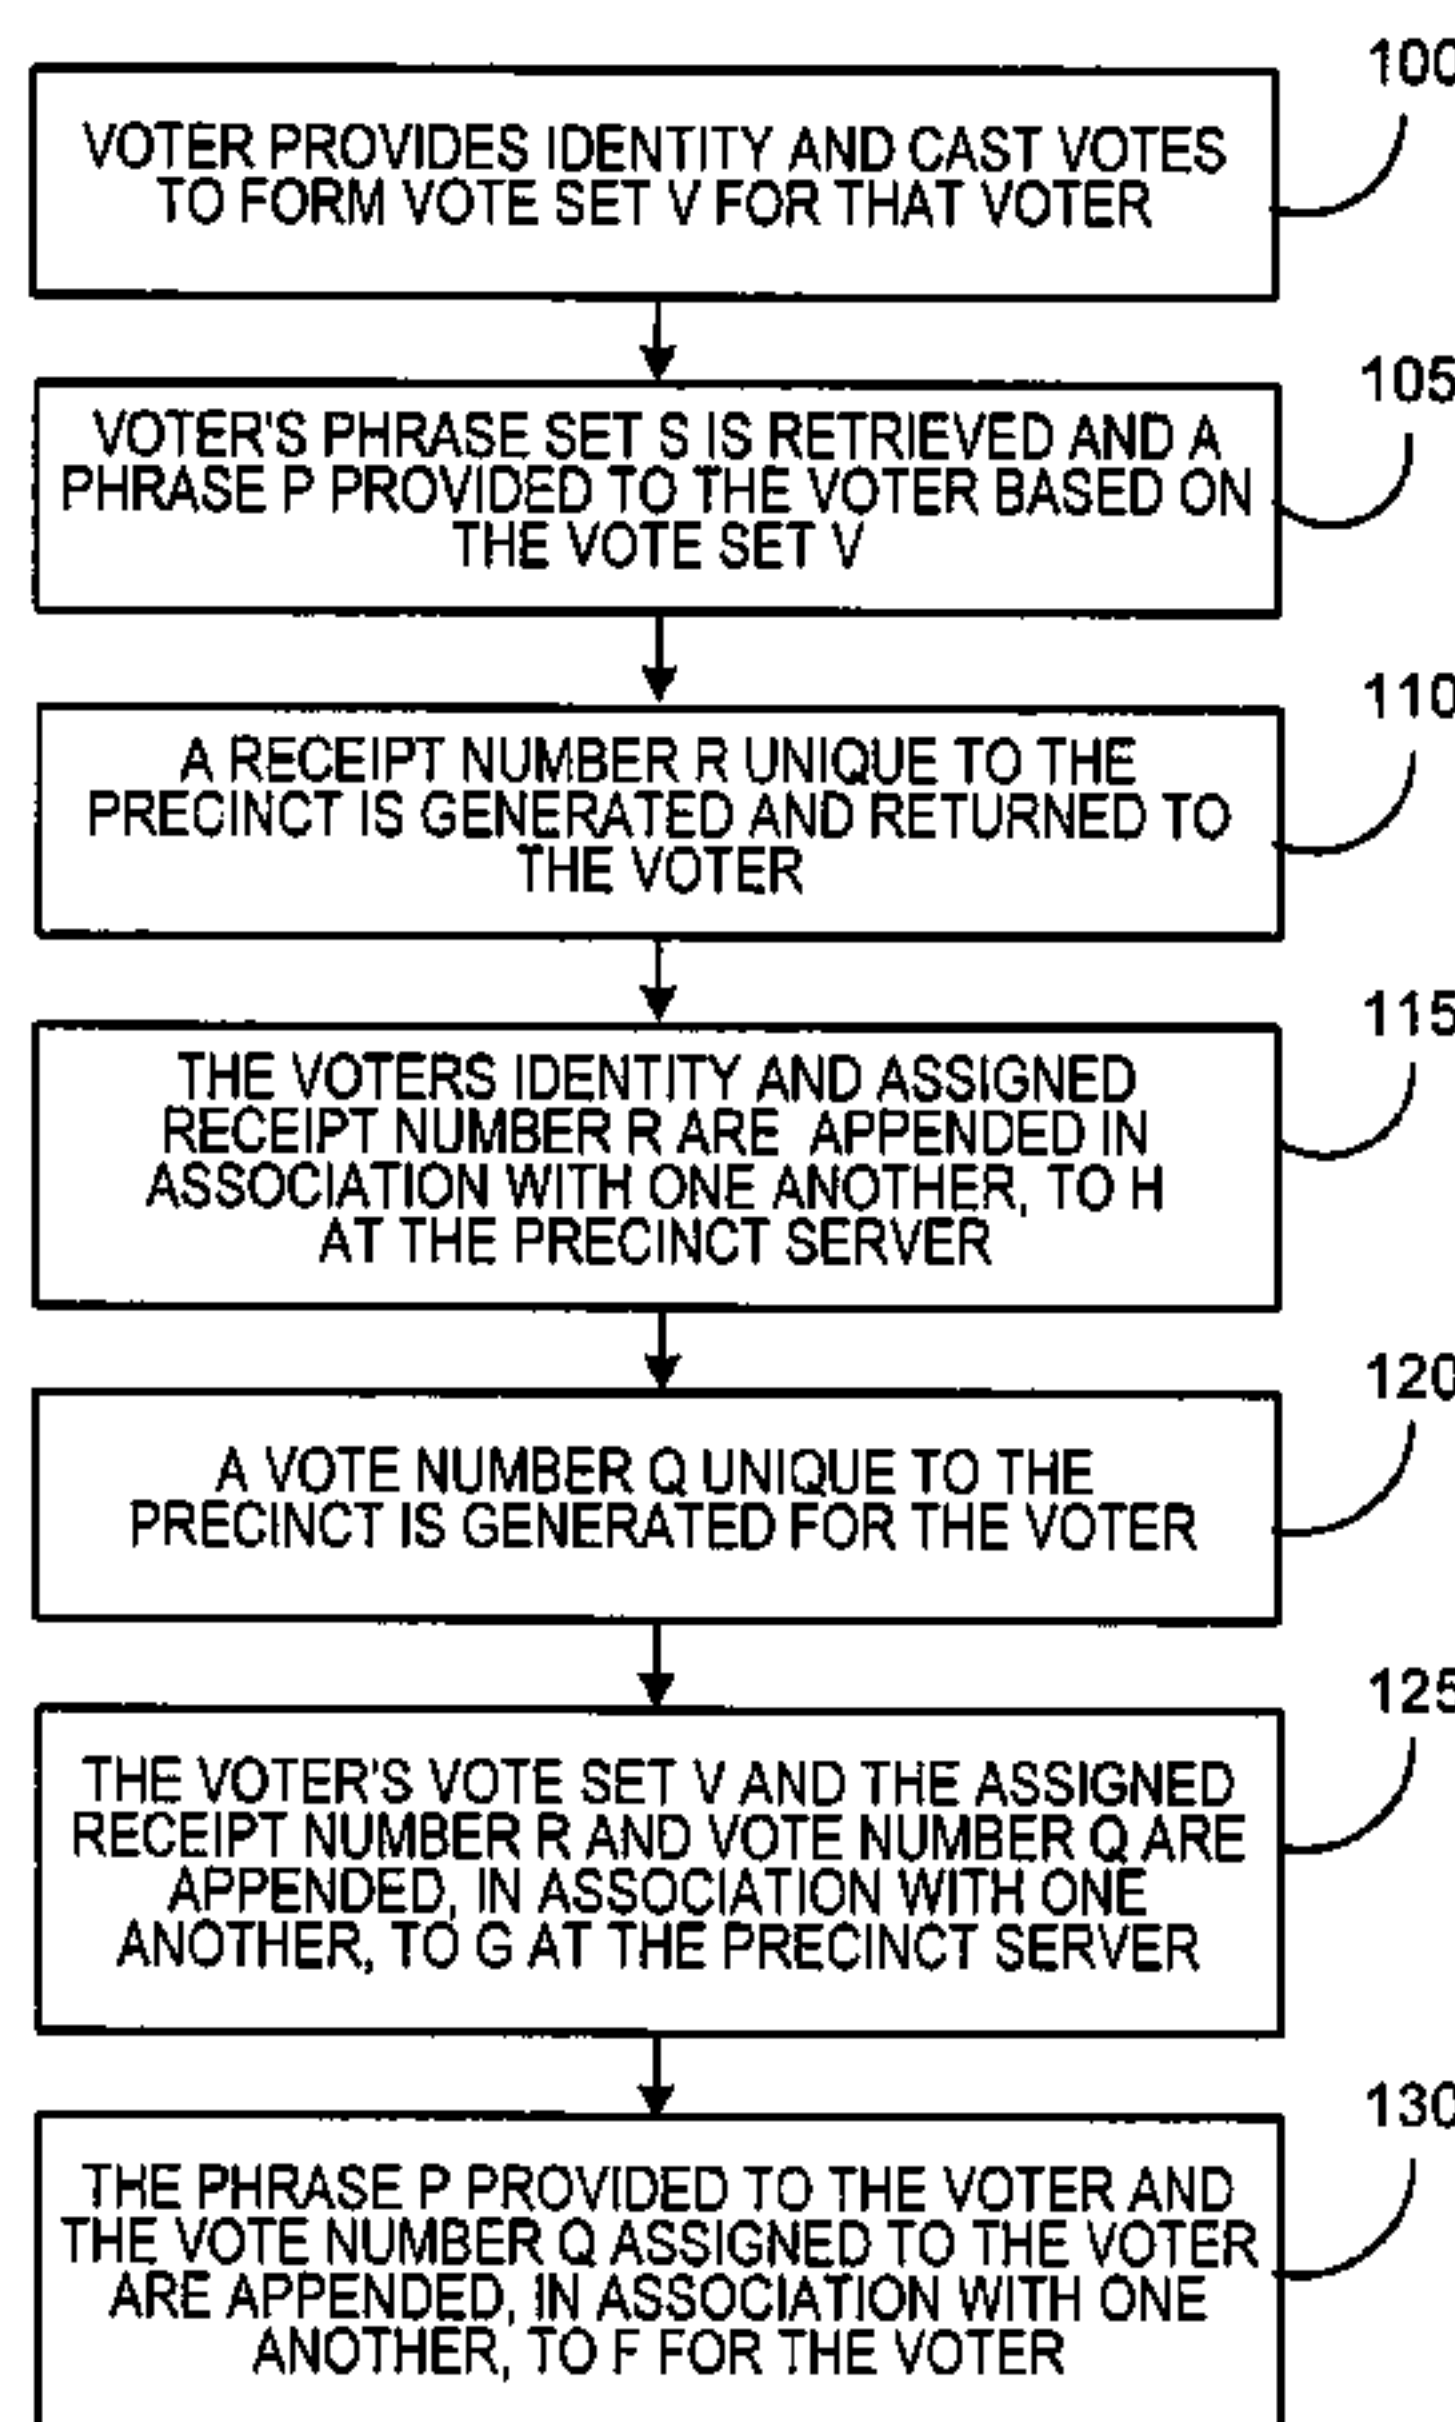 100
VOTER PROVIDES IDENTITY AND CAST VOTES
TO FORM VOTE SET V FOR THAT VOTER
105
VOTER'S PHRASE SET S IS RETRIEVED AND A
PHRASE P PROVIDED TO THE VOTER BASED ON
THE VOTE SET V
110
A RECEIPT NUMBER R UNIQUE TO THE
PRECINCT IS GENERATED AND RETURNED TO
THE VOTER
115
THE VOTERS IDENTITY AND ASSIGNED
RECEIPT NUMBER R ARE APPENDED IN
ASSOCIATION WITH ONE ANOTHER, TO H
AT THE PRECINCT SERVER
120
A VOTE NUMBER Q UNIQUE TO THE
PRECINCT IS GENERATED FOR THE VOTER
125
THE VOTER'S VOTE SET V AND THE ASSIGNED
RECEIPT NUMBER R AND VOTE NUMBER Q ARE
APPENDED, IN ASSOCIATION WITH ONE
ANOTHER, TO G AT THE PRECINCT SERVER
130
THE PHRASE P PROVIDED TO THE VOTER AND
THE VOTE NUMBER Q ASSIGNED TO THE VOTER
ARE APPENDED, IN ASSOCIATION WITH ONE
ANOTHER, TO F FOR THE VOTER